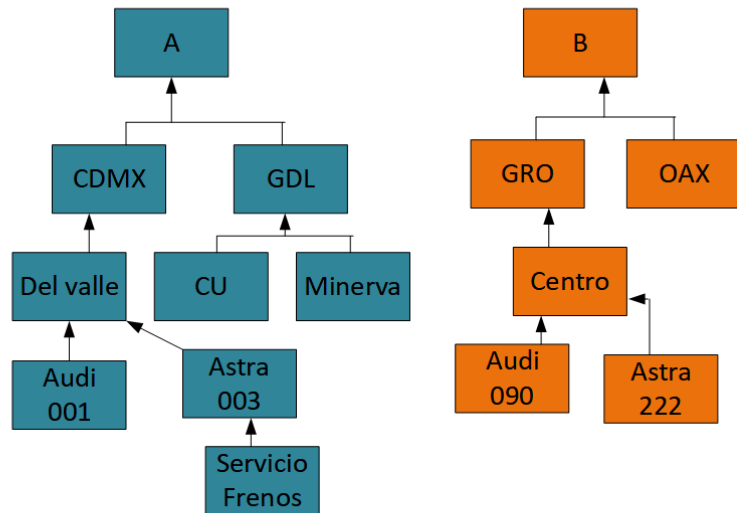 A
B
CDMX
GDL
GRO
OAX
Del valle
CU
Minerva
Centro
Audi
001
Astra
003
Audi
090
Astra
222
Servicio
Frenos